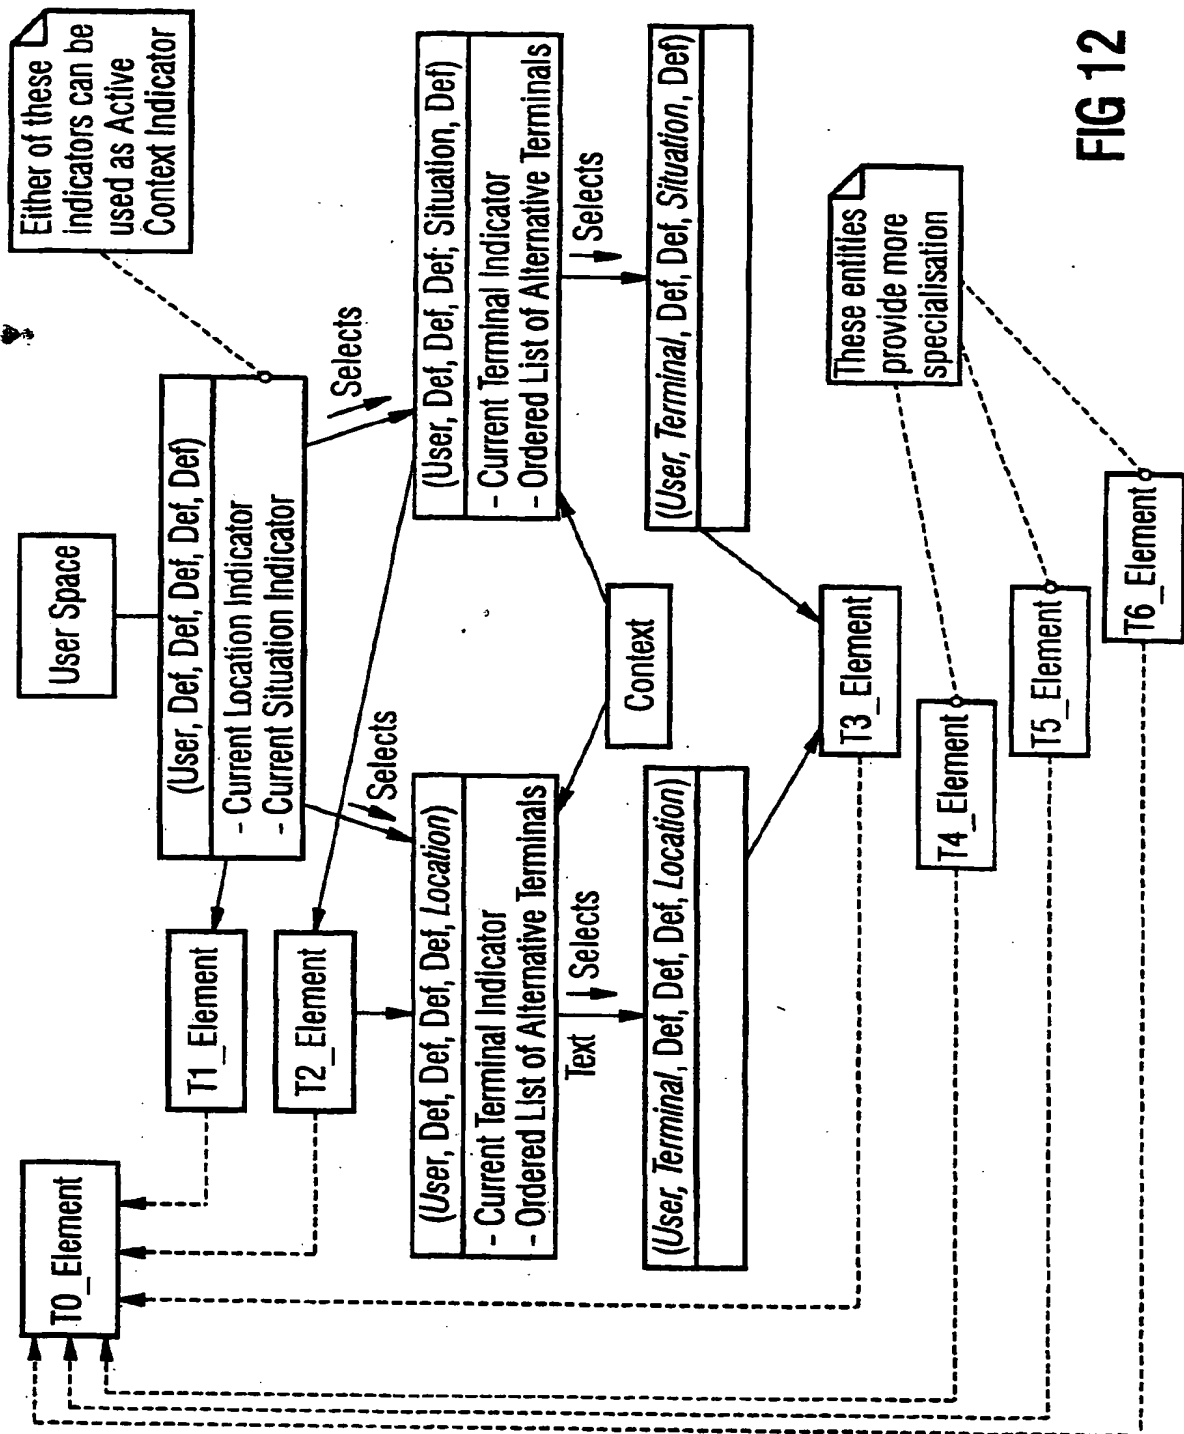 Either of these
indicators can be
used as Active
Context Indicator
User Space
(User, Def, Def, Def, Def, Def)
- Current Location Indicator
- Current Situation Indicator
T0_Element
T1_Element
T2_Element
Selects
Selects
(User, Def, Def, Def, Def, Location)
- Current Terminal Indicator
- Ordered List of Alternative Terminals
(User, Def, Def, Def; Situation, Def)
- Current Terminal Indicator
- Ordered List of Alternative Terminals
Text
Selects
Context
Selects
(User, Terminal, Def, Def, Def, Location)
(User, Terminal, Def, Def, Situation, Def)
T3_Element
These entities
provide more
specialisation
T4_Element
T5_Element
T6_Element
FIG 12